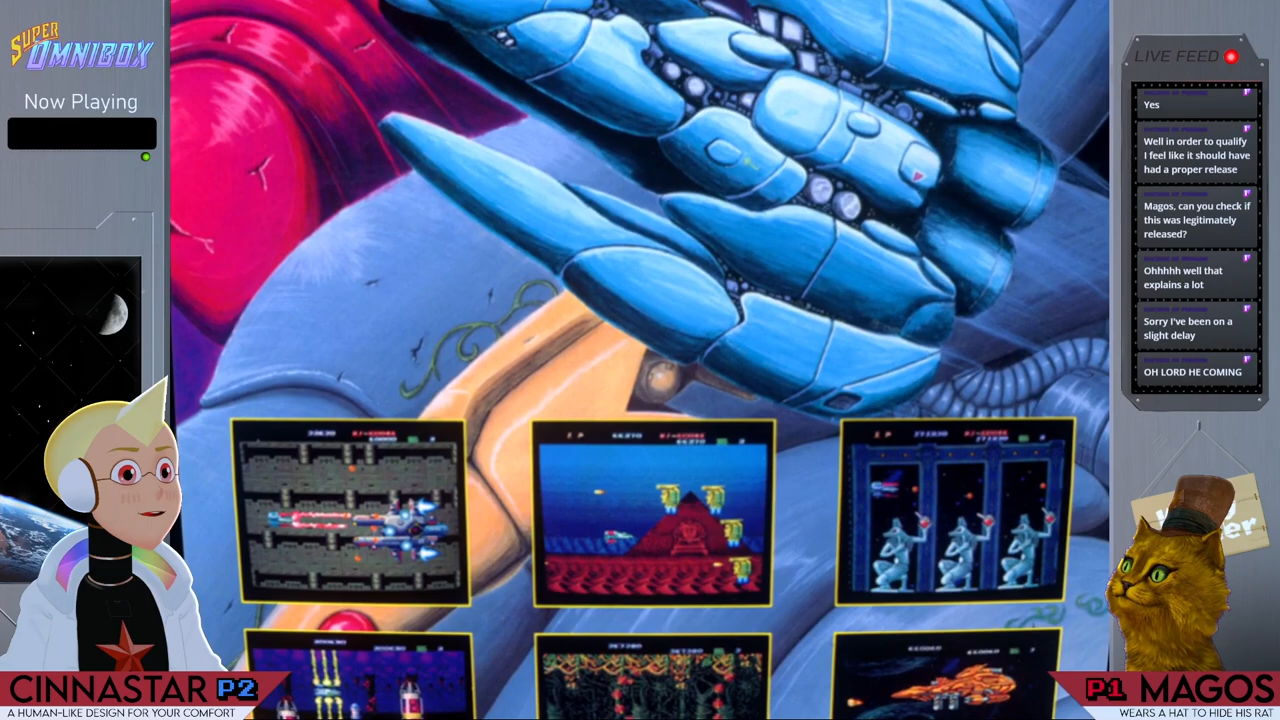 SUPER
OMNIBOX
Now Playing
LIVE FEED
Yes
Well in order to qualify
I feel like it should have
had a proper release
Magos, can you check if
this was legitimately
released?
Ohhhhh well that
explains a lot
Sorry I've been on a
slight delay
OH LORD HE COMING
CINNASTAR P2
A HUMAN-LIKE DESIGN FOR YOUR COMFORT
P1 MAGOS
WEARS A HAT TO HIDE HIS RAT